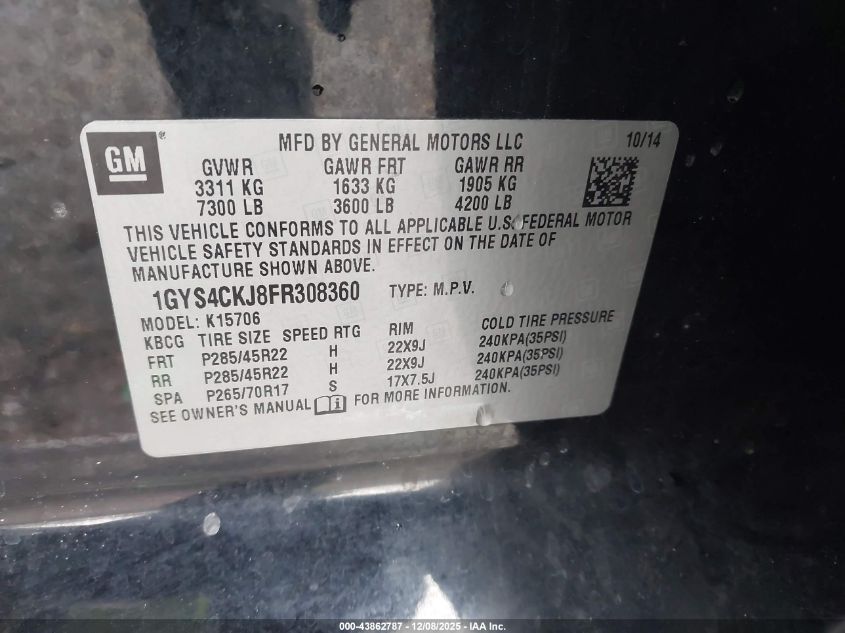 GM ® MFD BY GENERAL MOTORS LLC 10/14
GVWR GAWR FRT GAWR RR
3311 KG 1633 KG 1905 KG
7300 LB 3600 LB 4200 LB
THIS VEHICLE CONFORMS TO ALL APPLICABLE U.S. FEDERAL MOTOR
VEHICLE SAFETY STANDARDS IN EFFECT ON THE DATE OF
MANUFACTURE SHOWN ABOVE.
1GYS4CKJ8FR308360 TYPE: M.P.V.
MODEL: K15706
KBCG TIRE SIZE SPEED RTG RIM COLD TIRE PRESSURE
FRT P285/45R22 H 22X9J 240KPA(35PSI)
RR P285/45R22 H 22X9J 240KPA(35PSI)
SPA P265/70R17 S 17X7.5J 240KPA(35PSI)
SEE OWNER'S MANUAL FOR MORE INFORMATION.
000-43862787 - 12/08/2025 - IAA Inc.